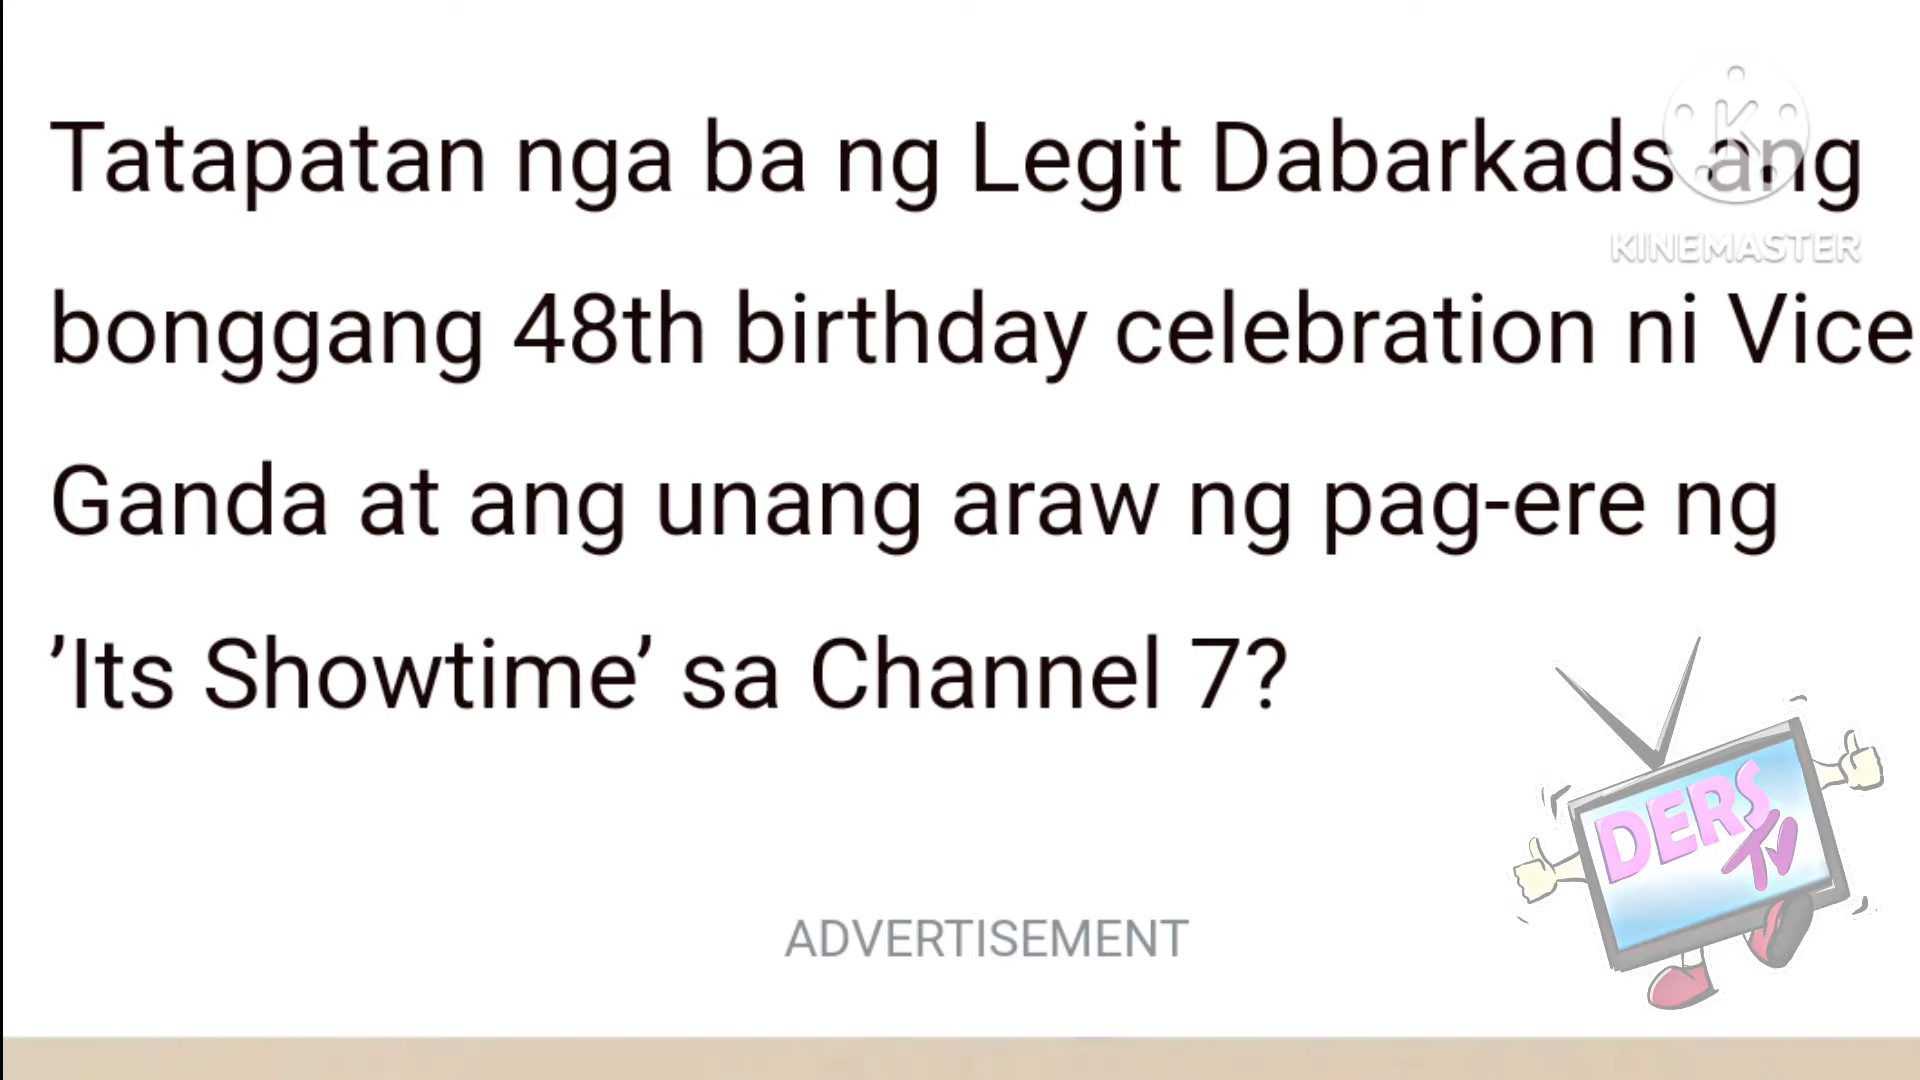 Tatapatan nga ba ng Legit Dabarkads ang
KINEMASTER
bonggang 48th birthday celebration ni Vice
Ganda at ang unang araw ng pag-ere ng
’Its Showtime’ sa Channel 7?
DERS
TV
ADVERTISEMENT